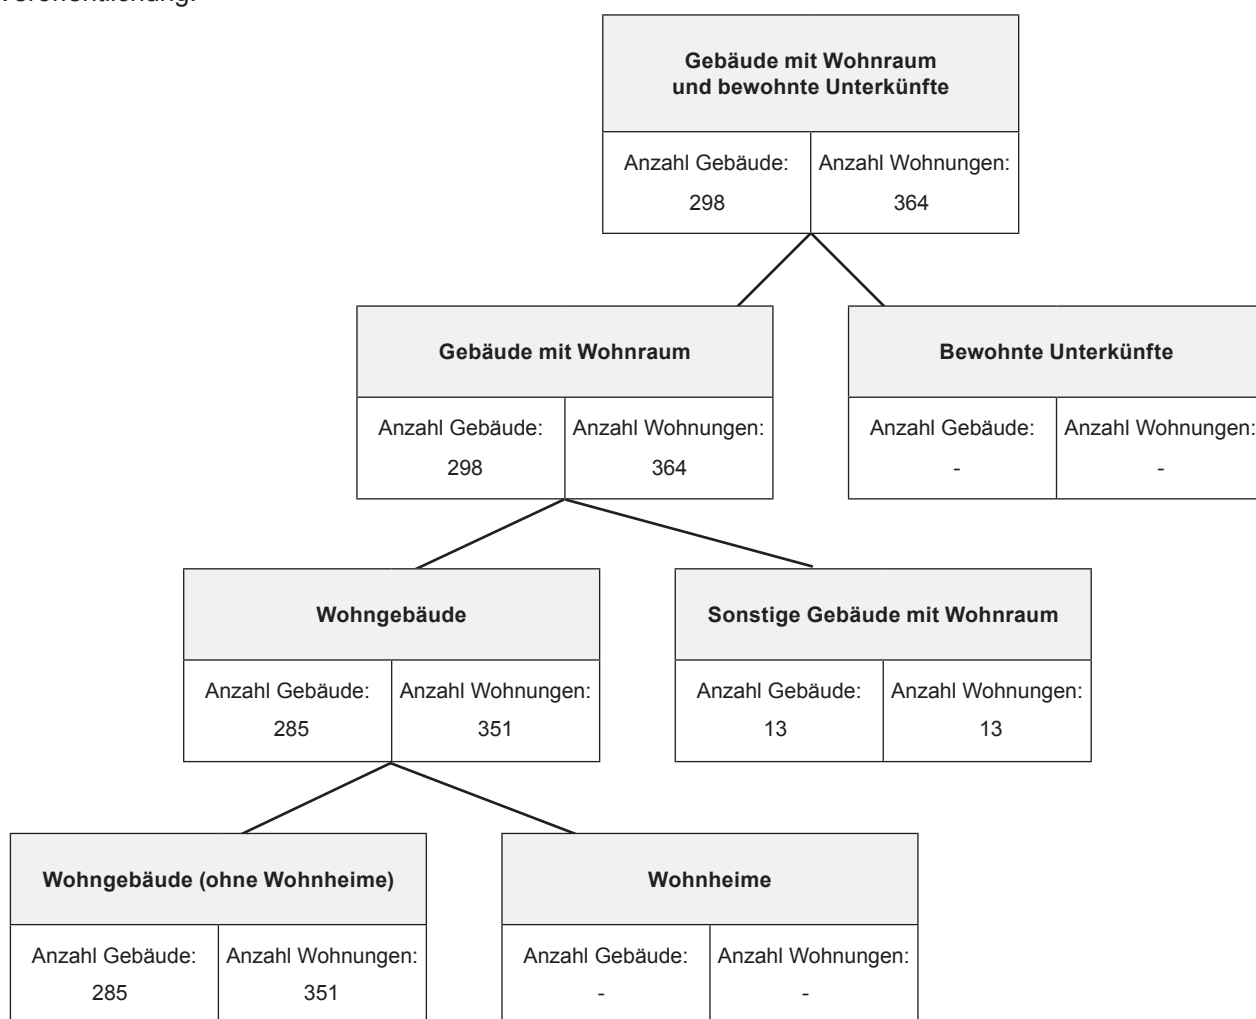 Veröffentlichung.
Gebäude mit Wohnraum
und bewohnte Unterkünfte
Anzahl Gebäude: Anzahl Wohnungen:
298 364
Gebäude mit Wohnraum Bewohnte Unterkünfte
Anzahl Gebäude: Anzahl Wohnungen: Anzahl Gebäude: Anzahl Wohnungen:
298 364 - -
Wohngebäude Sonstige Gebäude mit Wohnraum
Anzahl Gebäude: Anzahl Wohnungen: Anzahl Gebäude: Anzahl Wohnungen:
285 351 13 13
Wohngebäude (ohne Wohnheime) Wohnheime
Anzahl Gebäude: Anzahl Wohnungen: Anzahl Gebäude: Anzahl Wohnungen:
285 351 - -